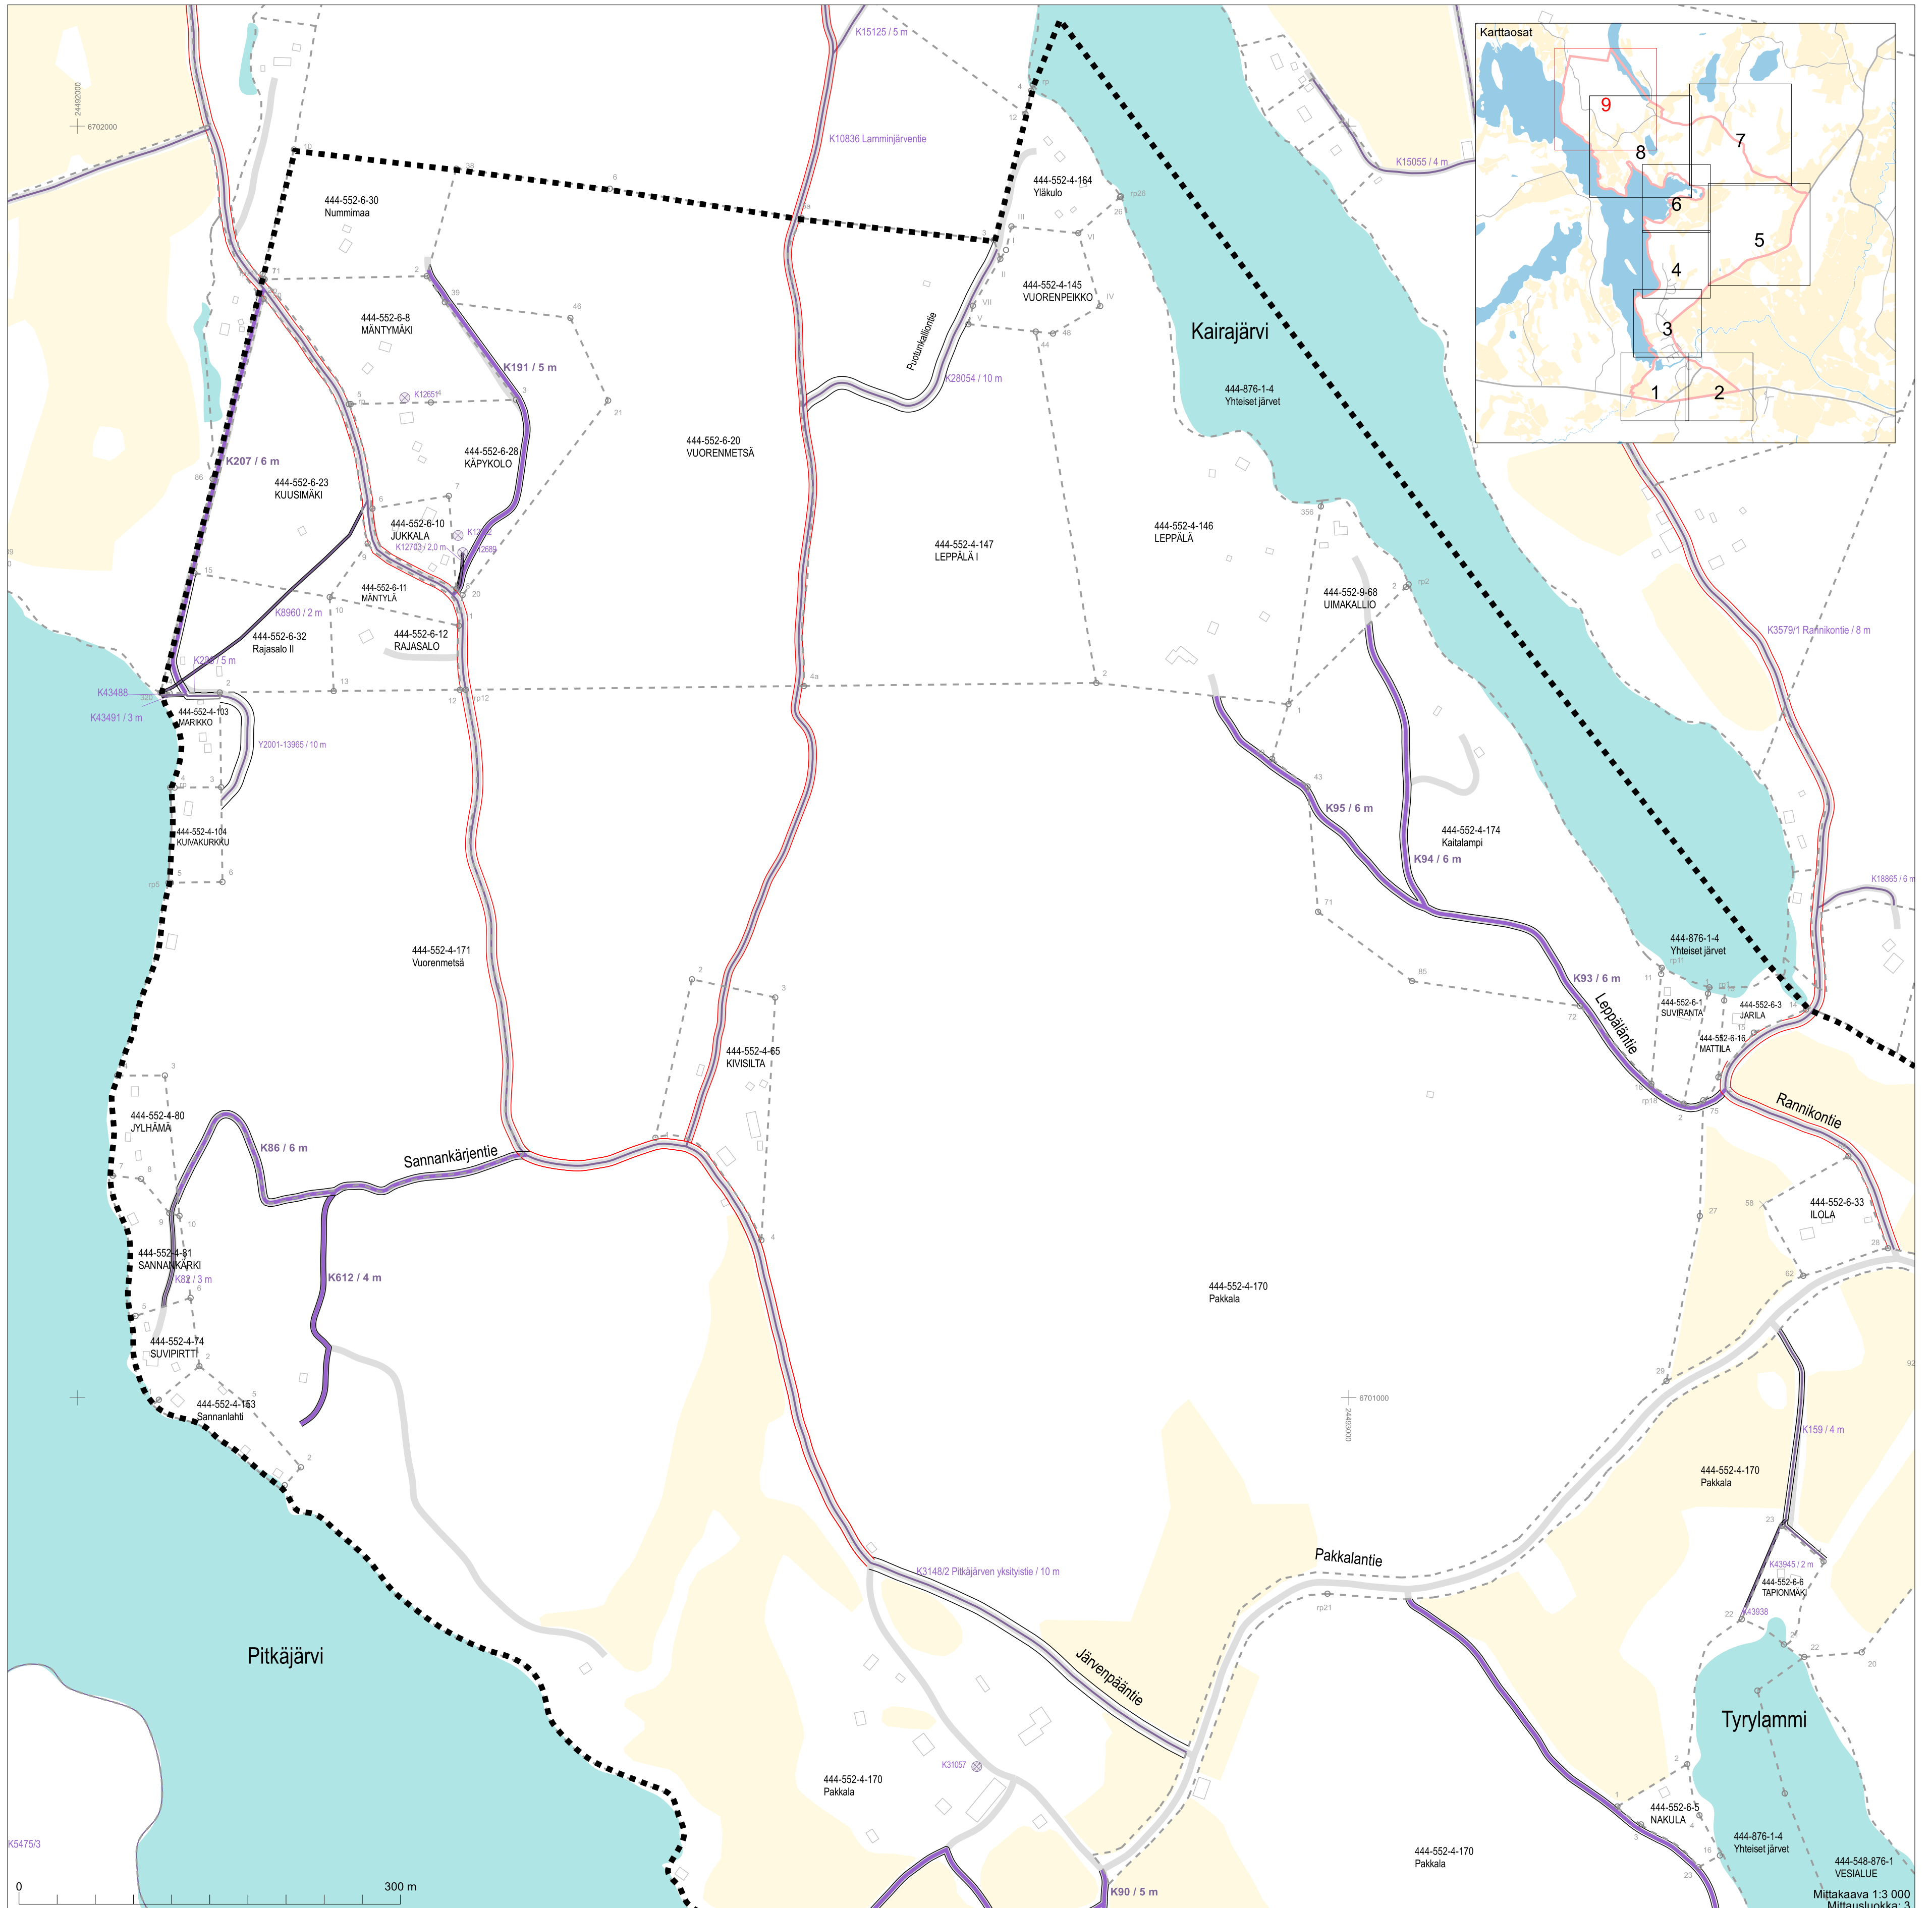 K15125 / 5 m
Karttaosat
24492000
6702000
K10836 Lamminjärventie
K15055 / 4 m
9
8
7
6
5
4
3
1
2
444-552-6-30
Nummimaa
444-552-4-164
Yläkulo
444-552-4-145
VUORENPEIKKO
Kairajärvi
444-876-1-4
Yhteiset järvet
444-552-6-8
MÄNTYMÄKI
K191 / 5 m
Puotunkalliontie
K28054 / 10 m
K12651
444-552-6-20
VUORENMETSÄ
444-552-6-28
KÄPYKOLO
K207 / 6 m
444-552-6-23
KUUSIMÄKI
444-552-6-10
JUKKALA
K12703 / 2,0 m
444-552-4-147
LEPPÄLÄ I
444-552-4-146
LEPPÄLÄ
444-552-6-11
MÄNTYLÄ
444-552-9-68
UIMAKALLIO
K8960 / 2 m
444-552-6-32
Rajasalo II
444-552-6-12
RAJASALO
K3579/1 Rannikontie / 8 m
K43488
K43491 / 3 m
444-552-4-103
MARIKKO
Y2001-13965 / 10 m
444-552-4-104
KUIVAKURKKU
K95 / 6 m
444-552-4-174
Kaitalampi
K94 / 6 m
K18865 / 6 m
444-552-4-171
Vuorenmetsä
444-876-1-4
Yhteiset järvet
K93 / 6 m
Leppäläntie
444-552-6-1
SUVIRANTA
444-552-6-3
JARILA
444-552-6-16
MATTILA
444-552-4-65
KIVISILTA
Rannikontie
444-552-4-80
JYLHÄMÄ
K86 / 6 m
Sannankärjentie
444-552-6-33
ILOLA
444-552-4-81
SANNANKÄRKI
K82 / 3 m
K612 / 4 m
444-552-4-170
Pakkala
444-552-4-74
SUVIPIRTTI
444-552-4-153
Sannanlahti
6701000
24493000
K159 / 4 m
444-552-4-170
Pakkala
Pakkalantie
K3148/2 Pitkäjärven yksityistie / 10 m
K43945 / 2 m
444-552-6-6
TAPIONMÄKI
K43938
Pitkäjärvi
Järvenpääntie
Tyrylammi
K31057
444-552-4-170
Pakkala
444-552-6-5
NAKULA
K5475/3
444-876-1-4
Yhteiset järvet
444-552-4-170
Pakkala
444-548-876-1
VESIALUE
0
300 m
K90 / 5 m
Mittakaava 1:3 000
Mittausluokka: 3